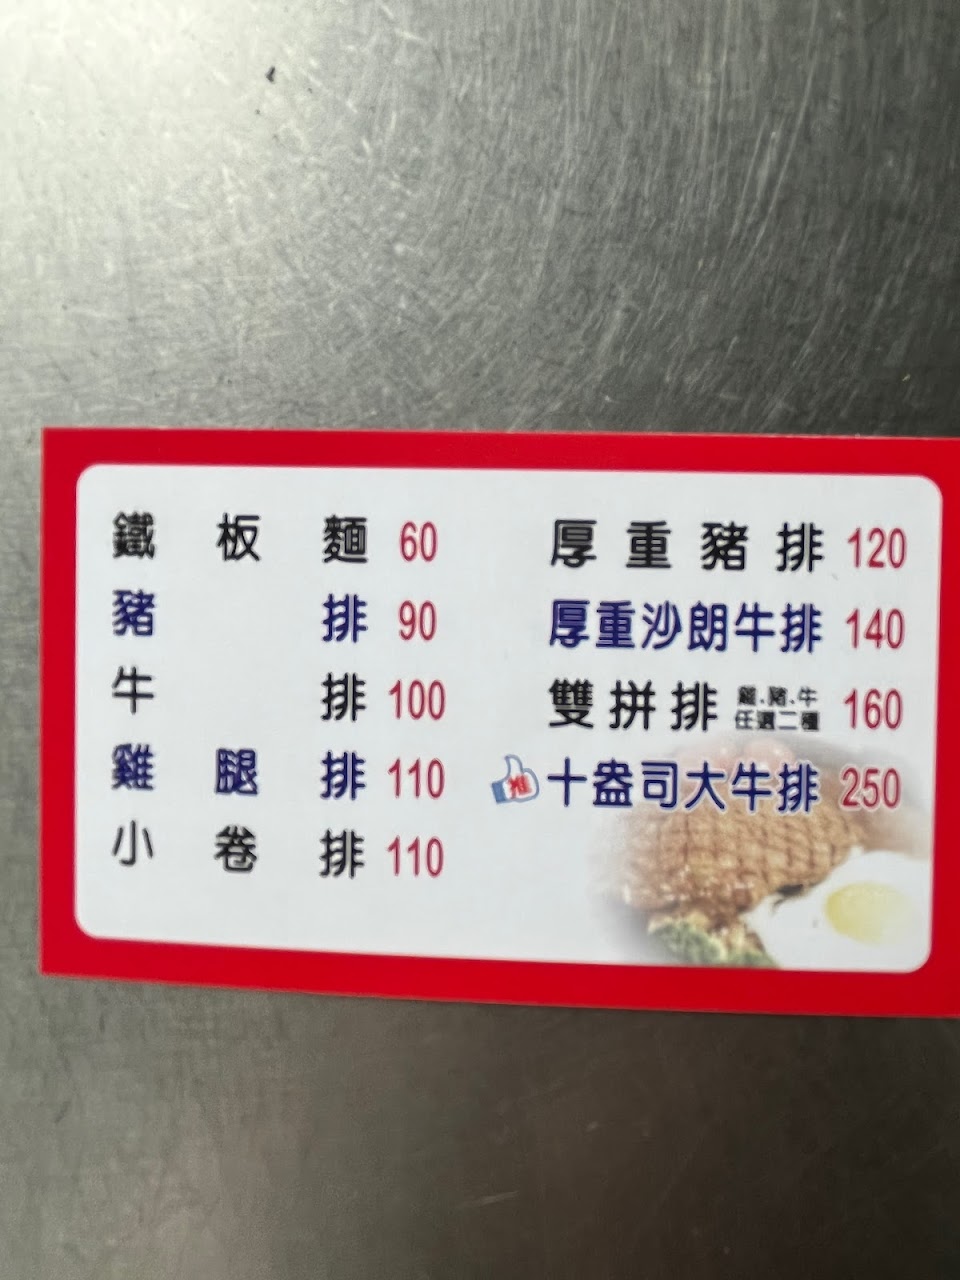 鐵板麵 60
豬排 90
牛排 100
雞腿排 110
小卷排 110
厚重豬排 120
厚重沙朗牛排 140
雙拼排 雞、豬、牛 任選二種 160
推 十盎司大牛排 250